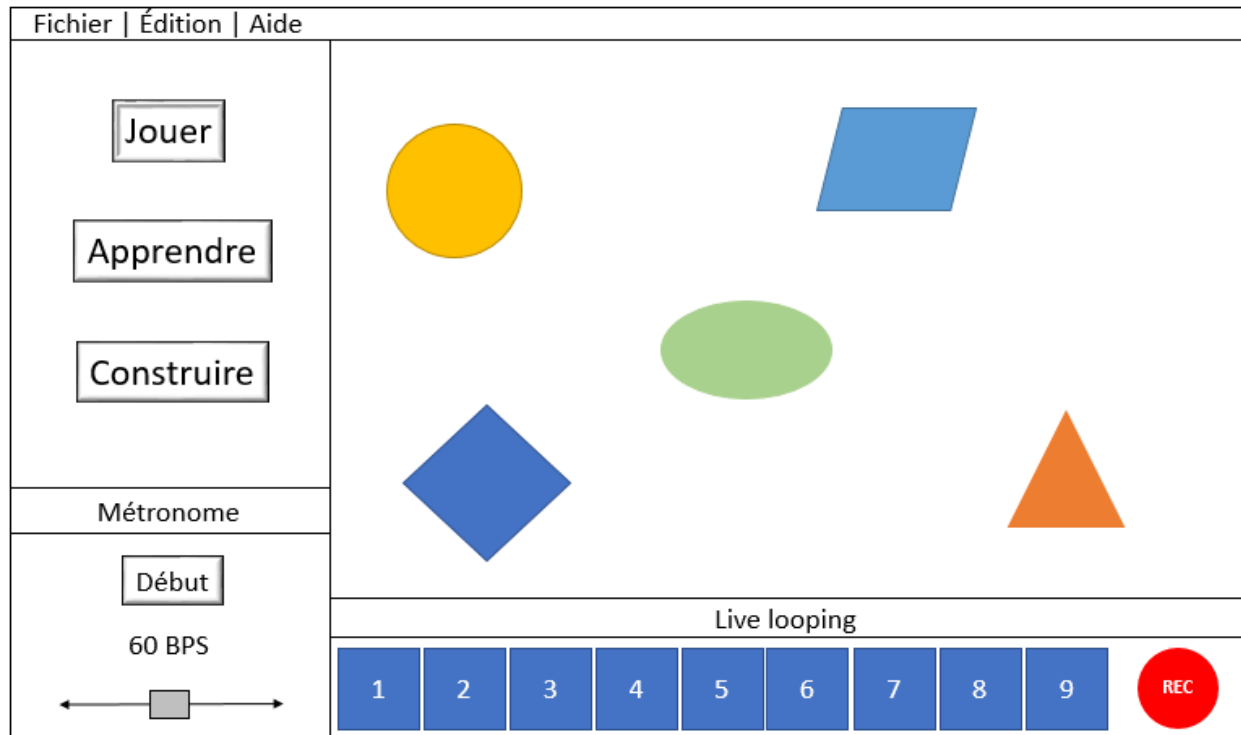 Fichier | Édition | Aide
Jouer
Apprendre
Construire
Métronome
Début
60 BPS
Live looping
1 2 3 4 5 6 7 8 9 REC